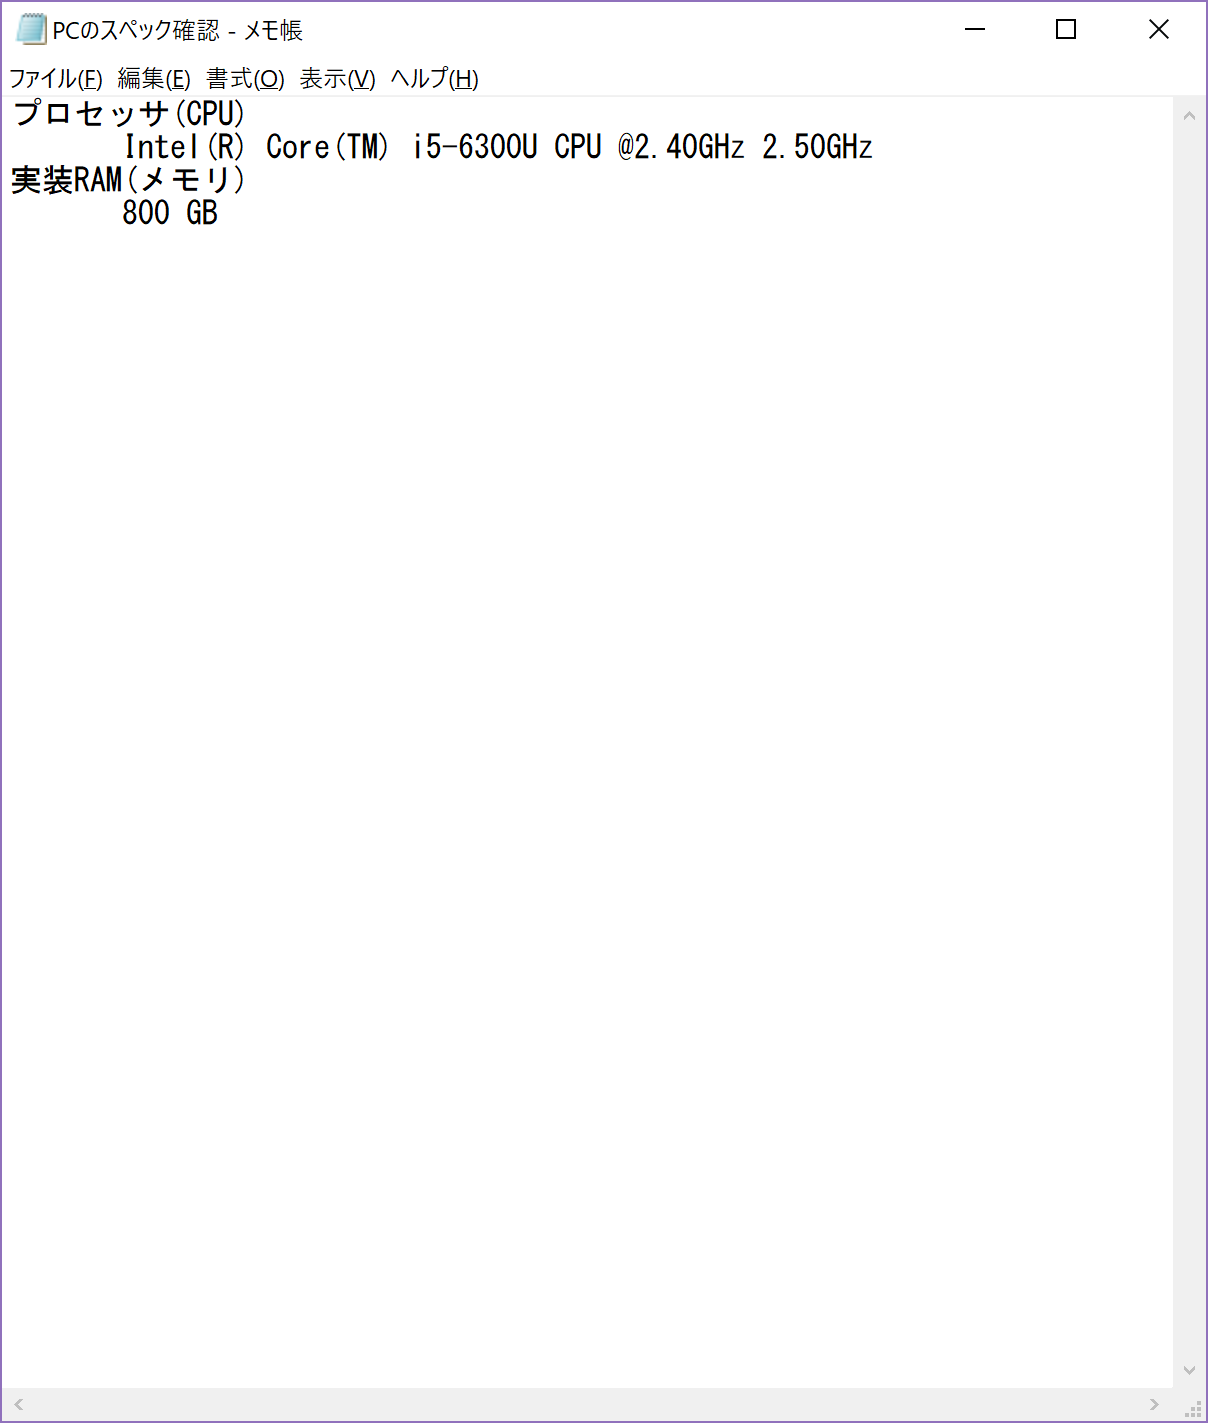 PCのスペック確認 - メモ帳
ファイル(F) 編集(E) 書式(O) 表示(V) ヘルプ(H)
プロセッサ(CPU)
Intel(R) Core(TM) i5-6300U CPU @2.40GHz 2.50GHz
実装RAM(メモリ)
800 GB